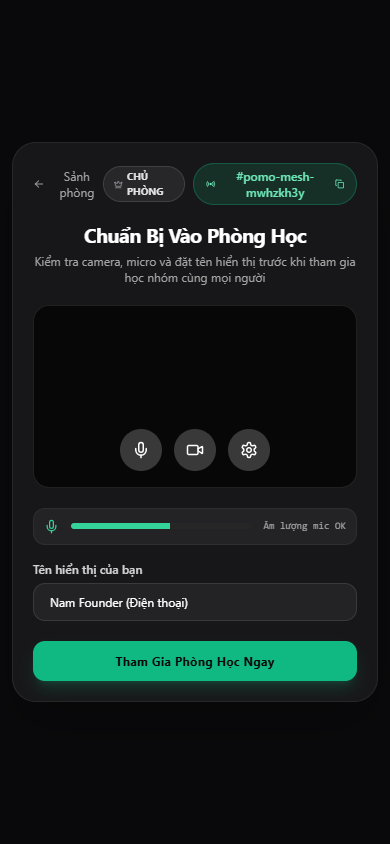 Sảnh
phòng
CHỦ
PHÒNG
#pomo-mesh-
mwhzkh3y
Chuẩn Bị Vào Phòng Học
Kiểm tra camera, micro và đặt tên hiển thị trước khi tham gia
học nhóm cùng mọi người
Âm lượng mic OK
Tên hiển thị của bạn
Nam Founder (Điện thoại)
Tham Gia Phòng Học Ngay